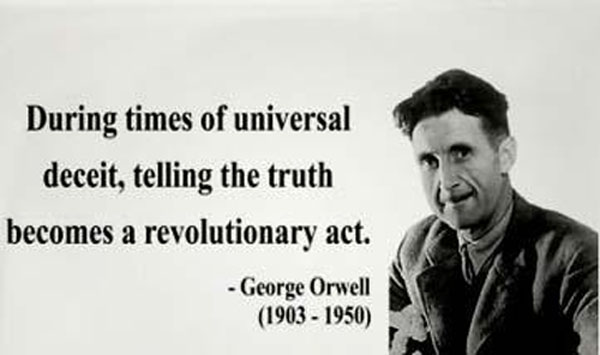 During times of universal
deceit, telling the truth
becomes a revolutionary act.
- George Orwell
(1903 - 1950)